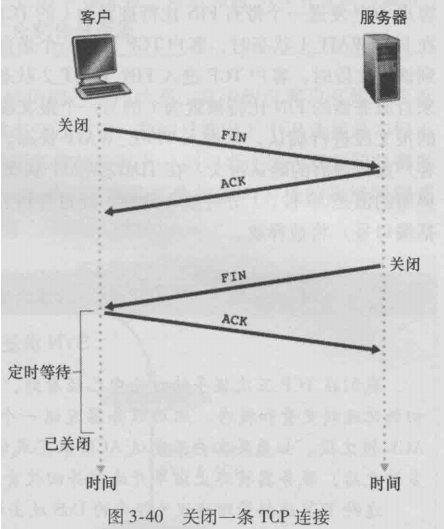 客户
服务器
关闭
FIN
ACK
关闭
FIN
ACK
定时等待
已关闭
时间
时间
图 3-40 关闭一条 TCP 连接